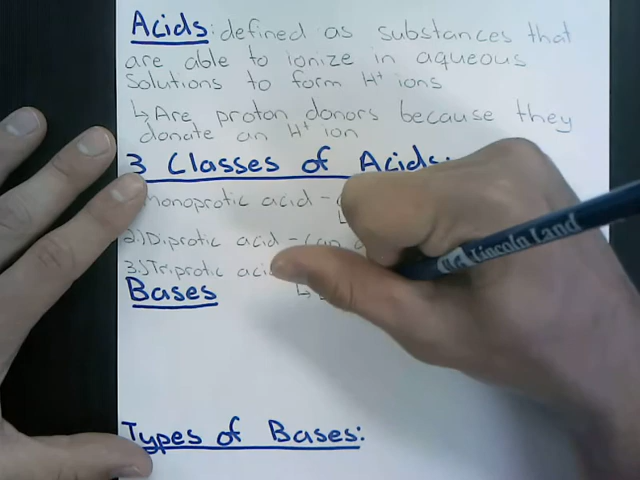 Acids: defined as substances that
are able to ionize in aqueous
solutions to form H+ ions
↳ Are proton donors because they
donate an H+ ion
3 Classes of Acids:
Monoprotic acid -
2.) Diprotic acid - Can
3.) Triprotic acid
Bases
Types of Bases:
Lincoln Land